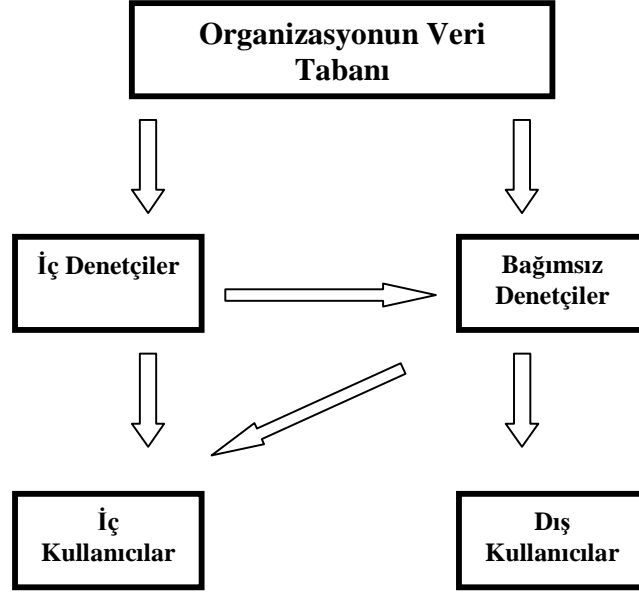 Organizasyonun Veri
Tabanı
İç Denetçiler
Bağımsız
Denetçiler
İç
Kullanıcılar
Dış
Kullanıcılar